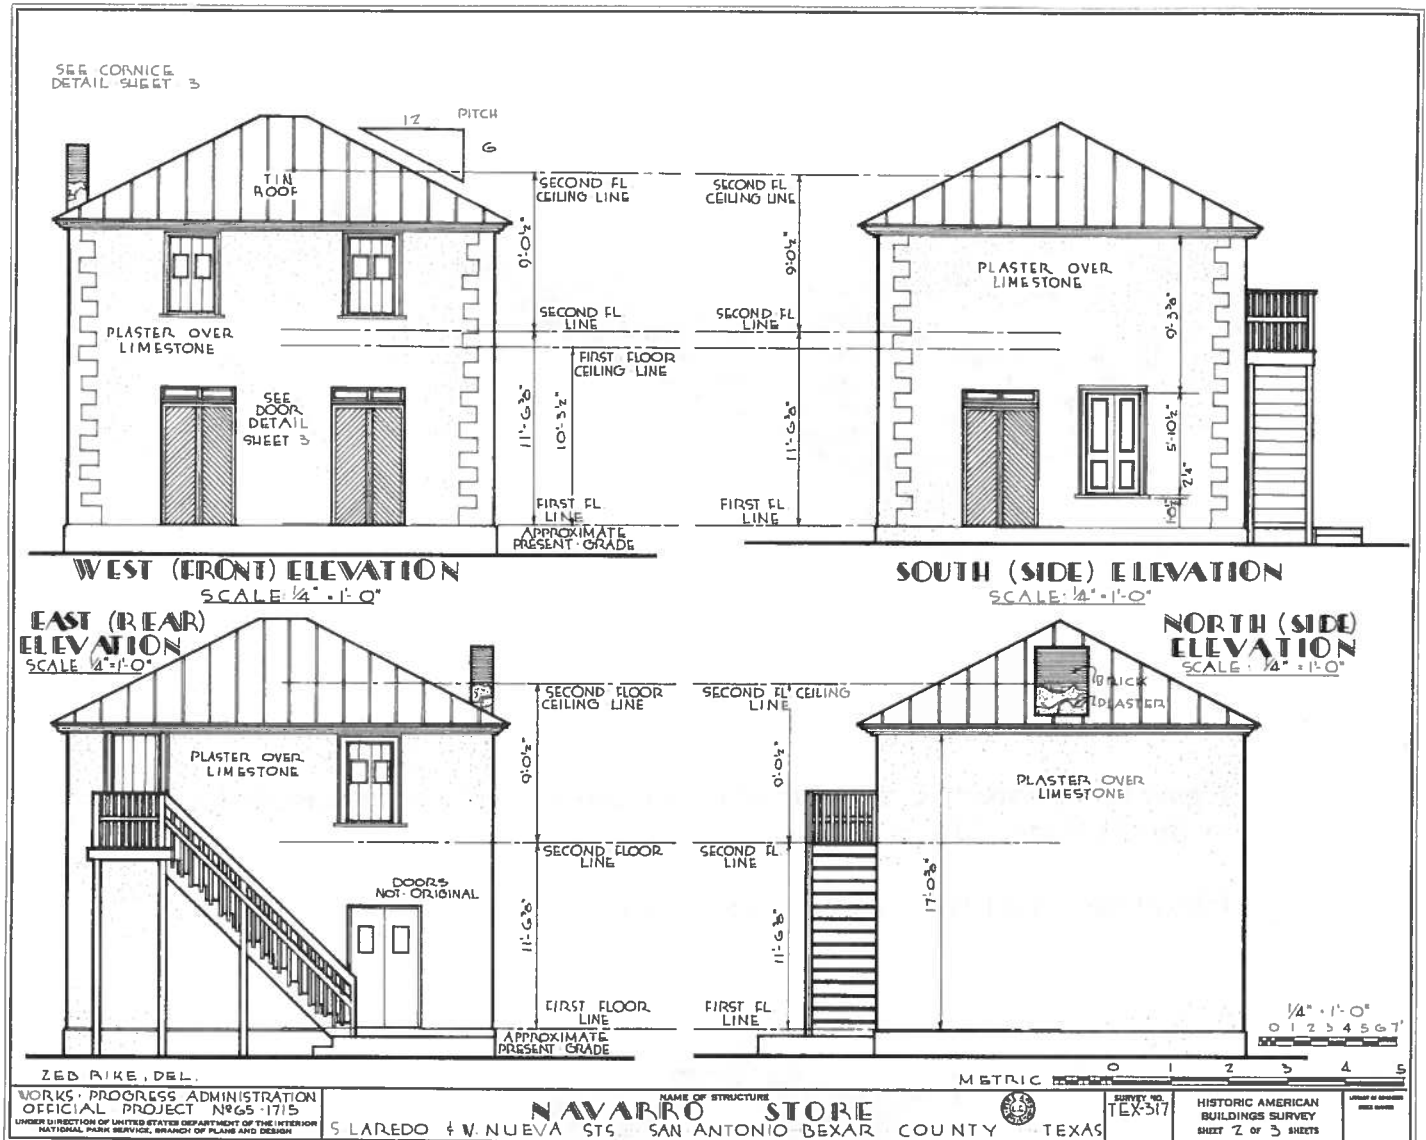 SEE CORNICE
DETAIL SHEET 3
12
PITCH
6
TIN
ROOF
SECOND FL
CEILING LINE
9'-0½"
SECOND FL
LINE
PLASTER OVER
LIMESTONE
FIRST FLOOR
CEILING LINE
SEE
DOOR
DETAIL
SHEET 3
11'-6⅜"
10'-3½"
FIRST FL
LINE
APPROXIMATE
PRESENT GRADE
WEST (FRONT) ELEVATION
SCALE: ¼" = 1'-0"
SECOND FL
CEILING LINE
9'-0½"
SECOND FL
LINE
11'-6⅜"
FIRST FL
LINE
PLASTER OVER
LIMESTONE
9'-3⅜"
5'-10½"
2¼"
SOUTH (SIDE) ELEVATION
SCALE: ¼" = 1'-0"
EAST (REAR)
ELEVATION
SCALE ¼"=1'-0"
PLASTER OVER
LIMESTONE
DOORS
NOT ORIGINAL
SECOND FLOOR
CEILING LINE
9'-0½"
SECOND FLOOR
LINE
11'-6⅜"
FIRST FLOOR
LINE
APPROXIMATE
PRESENT GRADE
NORTH (SIDE)
ELEVATION
SCALE: ¼" = 1'-0"
SECOND FL CEILING
LINE
9'-0½"
SECOND FL
LINE
11'-6⅜"
FIRST FL
LINE
BRICK
PLASTER
PLASTER OVER
LIMESTONE
17'-0⅜"
¼" = 1'-0"
0 1 2 3 4 5 6 7'
METRIC 0 1 2 3 4 5
ZEB RIKE, DEL.
WORKS PROGRESS ADMINISTRATION
OFFICIAL PROJECT Nº 65-1715
UNDER DIRECTION OF UNITED STATES DEPARTMENT OF THE INTERIOR
NATIONAL PARK SERVICE, BRANCH OF PLANS AND DESIGN
NAME OF STRUCTURE
NAVARRO STORE
S LAREDO & W. NUEVA STS. SAN ANTONIO BEXAR COUNTY TEXAS
SURVEY NO.
TEX-317
HISTORIC AMERICAN
BUILDINGS SURVEY
SHEET 2 OF 3 SHEETS